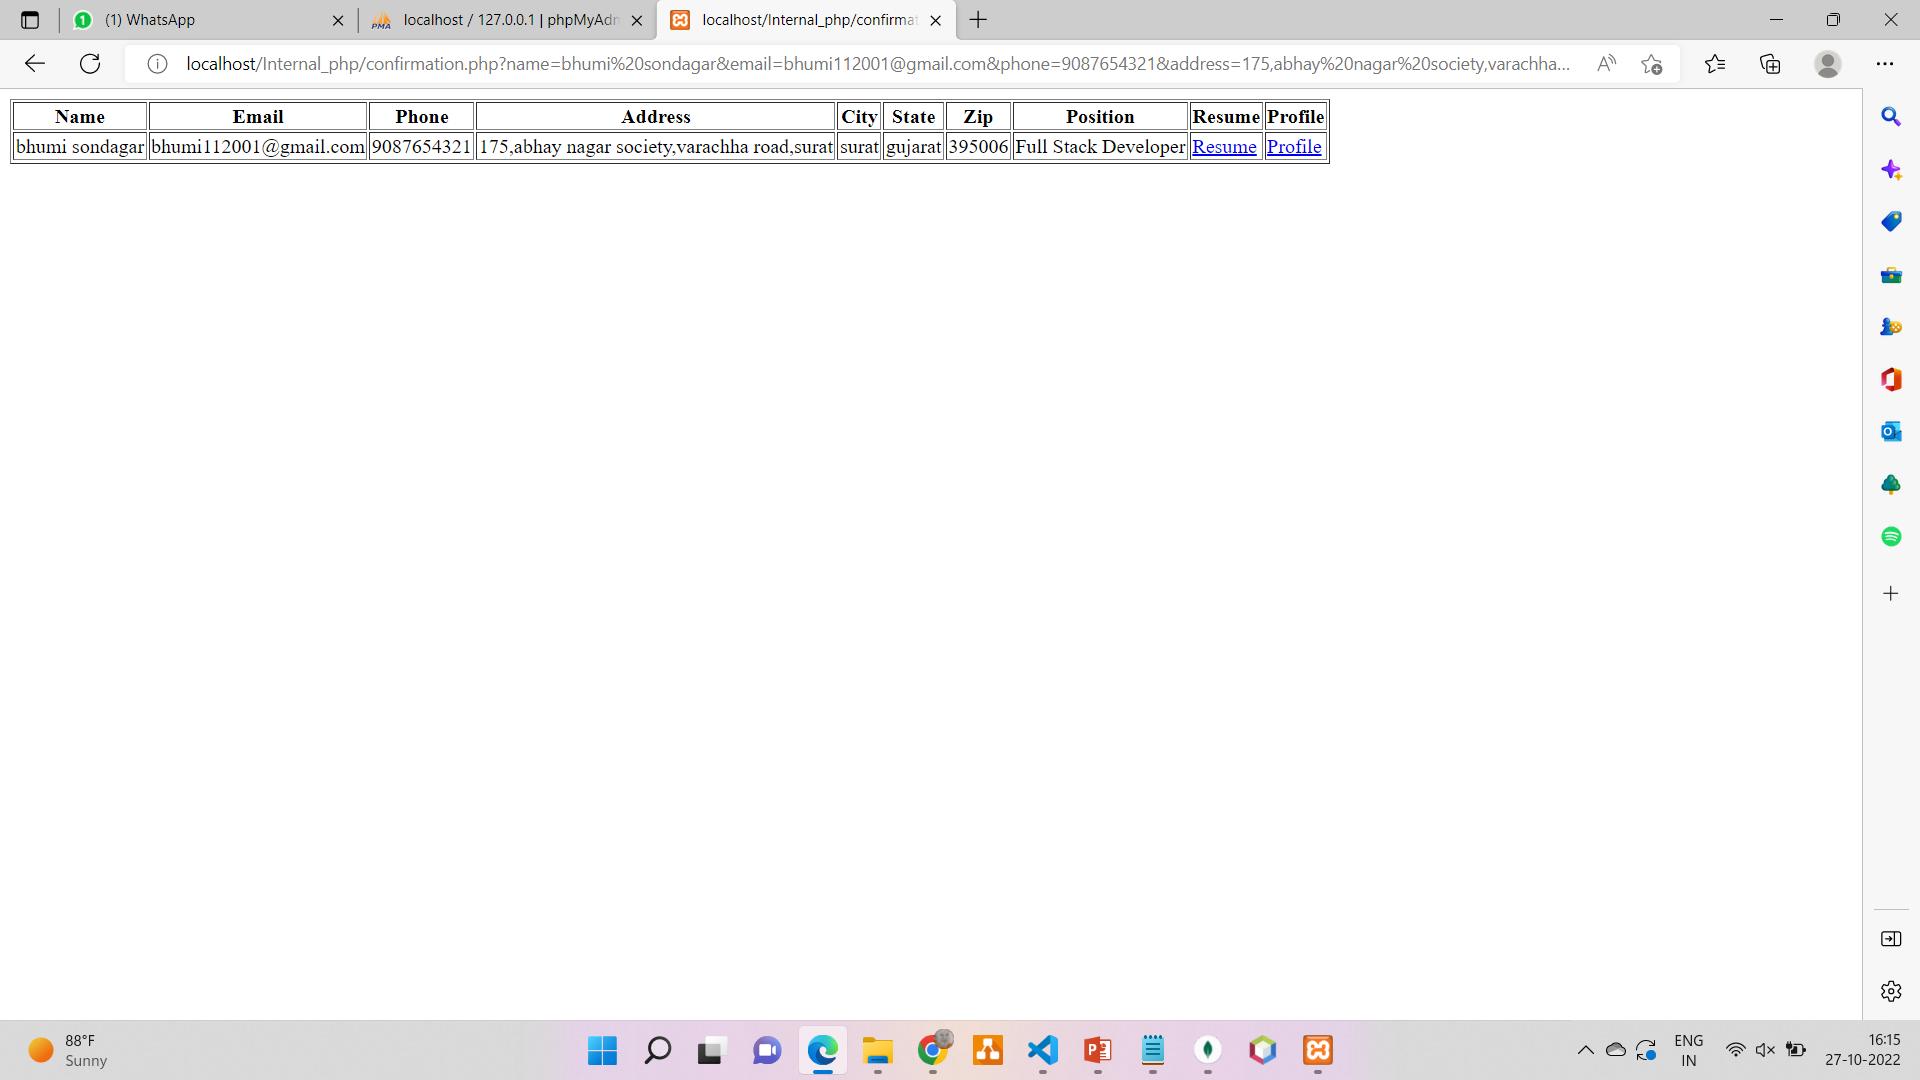 (1) WhatsApp
localhost / 127.0.0.1 | phpMyAdn
localhost/Internal_php/confirmat
localhost/Internal_php/confirmation.php?name=bhumi%20sondagar&email=bhumi112001@gmail.com&phone=9087654321&address=175,abhay%20nagar%20society,varachha...
Name Email Phone Address City State Zip Position Resume Profile
bhumi sondagar bhumi112001@gmail.com 9087654321 175,abhay nagar society,varachha road,surat surat gujarat 395006 Full Stack Developer Resume Profile
88°F
Sunny
ENG
IN
16:15
27-10-2022